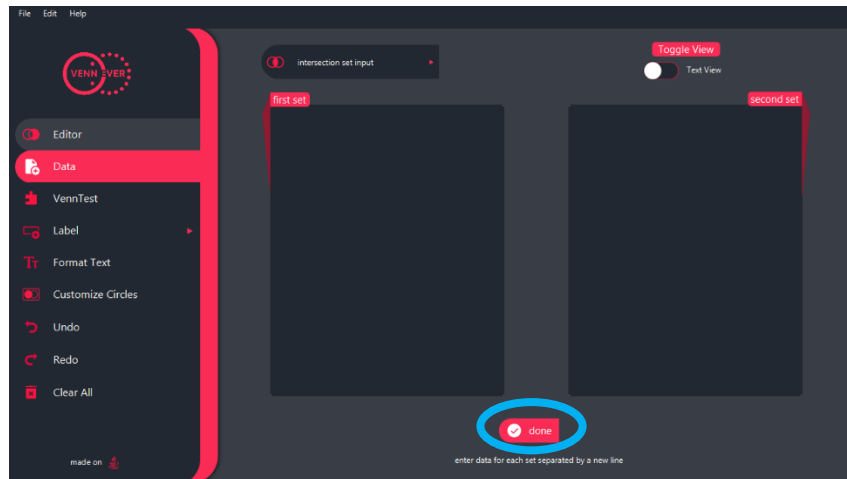 File Edit Help
VENN EVER
Toggle View
intersection set input
Text View
first set
second set
Editor
Data
VennTest
Label
Format Text
Customize Circles
Undo
Redo
Clear All
done
made on
enter data for each set separated by a new line